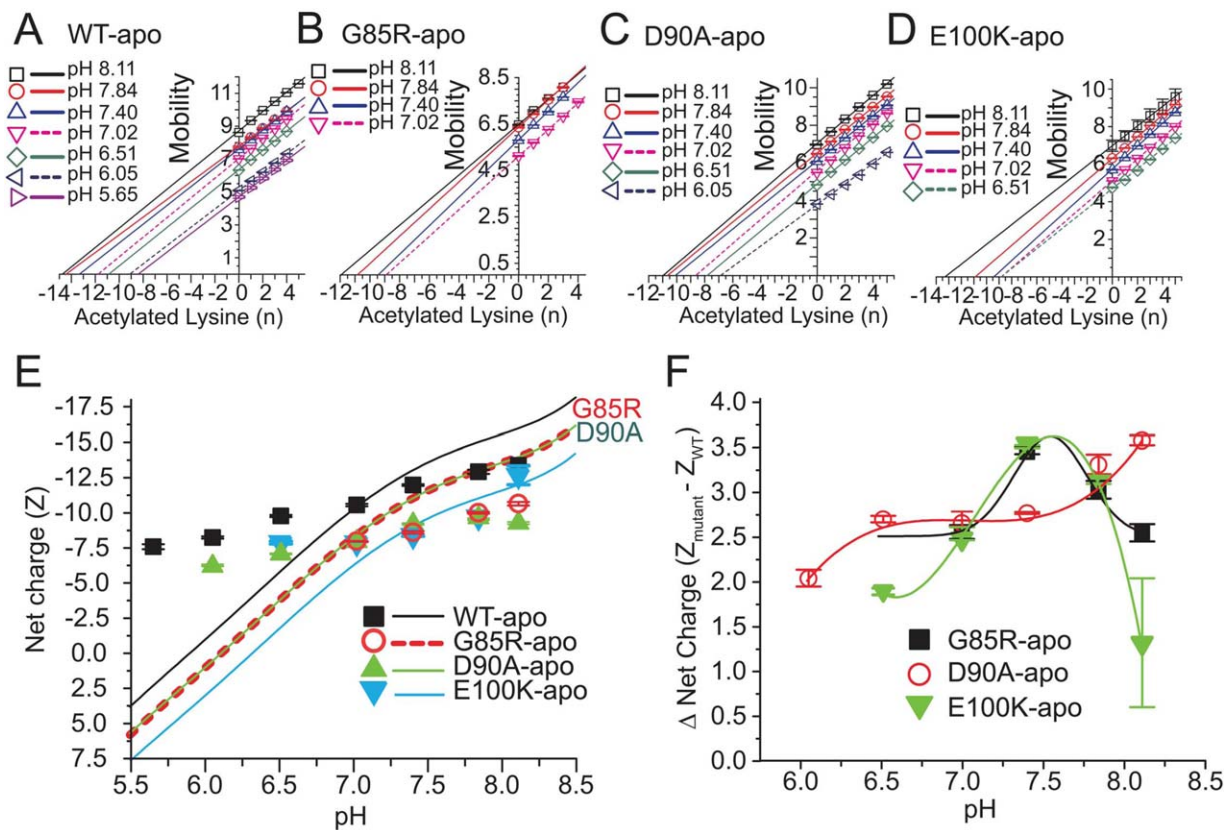 A WT-apo
pH 8.11
pH 7.84
pH 7.40
pH 7.02
pH 6.51
pH 6.05
pH 5.65
Mobility
11
9
7
5
3
1
-14 -12 -10 -8 -6 -4 -2 0 2 4
Acetylated Lysine (n)
B G85R-apo
pH 8.11
pH 7.84
pH 7.40
pH 7.02
Mobility
8.5
6.5
4.5
2.5
0.5
-12 -10 -8 -6 -4 -2 0 2 4
Acetylated Lysine (n)
C D90A-apo
pH 8.11
pH 7.84
pH 7.40
pH 7.02
pH 6.51
pH 6.05
Mobility
10
8
6
4
2
-12 -10 -8 -6 -4 -2 0 2 4
Acetylated Lysine (n)
D E100K-apo
pH 8.11
pH 7.84
pH 7.40
pH 7.02
pH 6.51
Mobility
10
8
6
4
2
-14 -12 -10 -8 -6 -4 -2 0 2 4
Acetylated Lysine (n)
E
Net charge (Z)
-17.5
-15.0
-12.5
-10.0
-7.5
-5.0
-2.5
0.0
2.5
5.0
7.5
G85R
D90A
WT-apo
G85R-apo
D90A-apo
E100K-apo
5.5 6.0 6.5 7.0 7.5 8.0 8.5
pH
F
Δ Net Charge (Zmutant - ZWT)
4.0
3.5
3.0
2.5
2.0
1.5
1.0
0.5
0.0
G85R-apo
D90A-apo
E100K-apo
6.0 6.5 7.0 7.5 8.0 8.5
pH